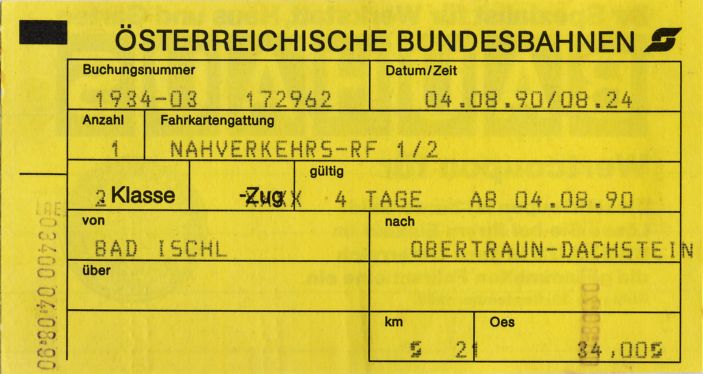 ÖSTERREICHISCHE BUNDESBAHNEN
Buchungsnummer Datum/Zeit
1934-03 172962 04.08.90/08.24
Anzahl Fahrkartengattung
1 NAHVERKEHRS-RF 1/2
gültig
2.Klasse -Zug XXXX 4 TAGE AB 04.08.90
von nach
BAD ISCHL OBERTRAUN-DACHSTEIN
über
km Oes
21 34,00
03400 04.08.90